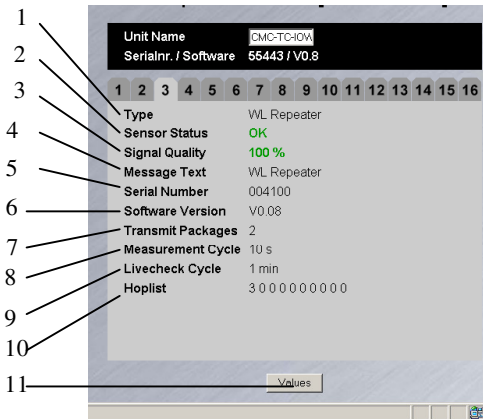 Unit Name CMC-TC-IOW
Serialnr. / Software 55443 / V0.8
1 2 3 4 5 6 7 8 9 10 11 12 13 14 15 16
1 Type WL Repeater
2 Sensor Status OK
3 Signal Quality 100 %
4 Message Text WL Repeater
5 Serial Number 004100
6 Software Version V0.08
7 Transmit Packages 2
8 Measurement Cycle 10 s
9 Livecheck Cycle 1 min
10 Hoplist 3 0 0 0 0 0 0 0 0 0
11 Values